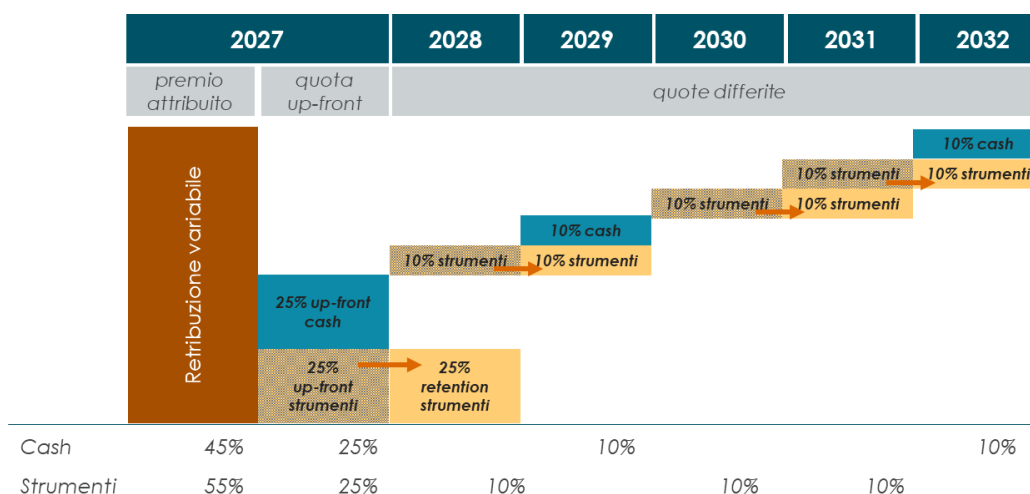 2027 2028 2029 2030 2031 2032
premio attribuito
quota up-front
quote differite
10% cash
10% strumenti 10% strumenti
10% strumenti 10% strumenti
10% cash
10% strumenti 10% strumenti
Retribuzione variabile
25% up-front
cash
25%
up-front
strumenti
25%
retention
strumenti
Cash 45% 25% 10% 10%
Strumenti 55% 25% 10% 10% 10%